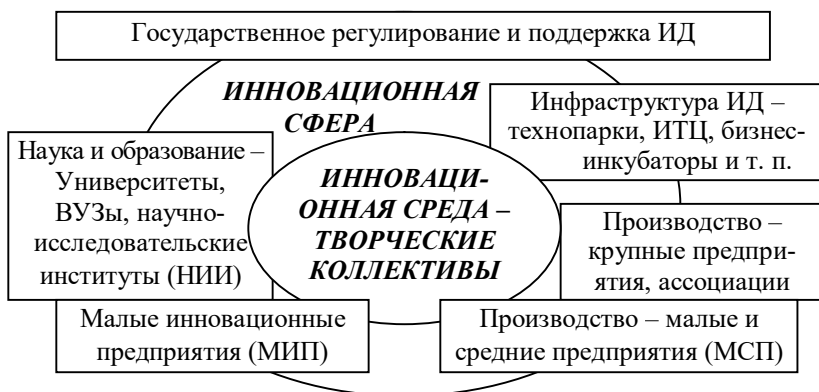 Государственное регулирование и поддержка ИД
ИННОВАЦИОННАЯ
СФЕРА
Инфраструктура ИД –
технопарки, ИТЦ, бизнес-
инкубаторы и т. п.
Наука и образование –
Университеты,
ВУЗы, научно-
исследовательские
институты (НИИ)
ИННОВАЦИ-
ОННАЯ СРЕДА –
ТВОРЧЕСКИЕ
КОЛЛЕКТИВЫ
Производство –
крупные предпри-
ятия, ассоциации
Малые инновационные
предприятия (МИП)
Производство – малые и
средние предприятия (МСП)